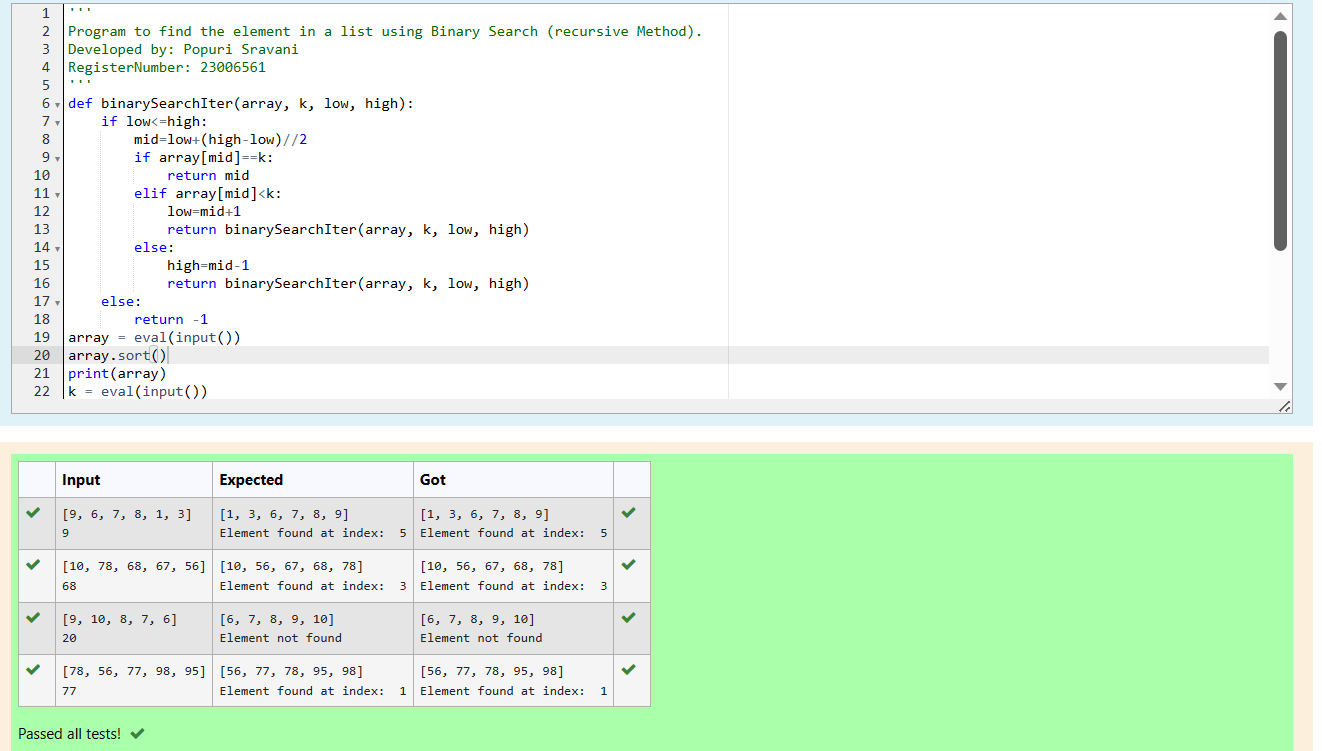 1 '''
2 Program to find the element in a list using Binary Search (recursive Method).
3 Developed by: Popuri Sravani
4 RegisterNumber: 23006561
5 '''
6 def binarySearchIter(array, k, low, high):
7     if low<=high:
8         mid=low+(high-low)//2
9         if array[mid]==k:
10             return mid
11         elif array[mid]<k:
12             low=mid+1
13             return binarySearchIter(array, k, low, high)
14         else:
15             high=mid-1
16             return binarySearchIter(array, k, low, high)
17     else:
18         return -1
19 array = eval(input())
20 array.sort()
21 print(array)
22 k = eval(input())
Input Expected Got
[9, 6, 7, 8, 1, 3] [1, 3, 6, 7, 8, 9] [1, 3, 6, 7, 8, 9]
9 Element found at index:  5 Element found at index:  5
[10, 78, 68, 67, 56] [10, 56, 67, 68, 78] [10, 56, 67, 68, 78]
68 Element found at index:  3 Element found at index:  3
[9, 10, 8, 7, 6] [6, 7, 8, 9, 10] [6, 7, 8, 9, 10]
20 Element not found Element not found
[78, 56, 77, 98, 95] [56, 77, 78, 95, 98] [56, 77, 78, 95, 98]
77 Element found at index:  1 Element found at index:  1
Passed all tests!